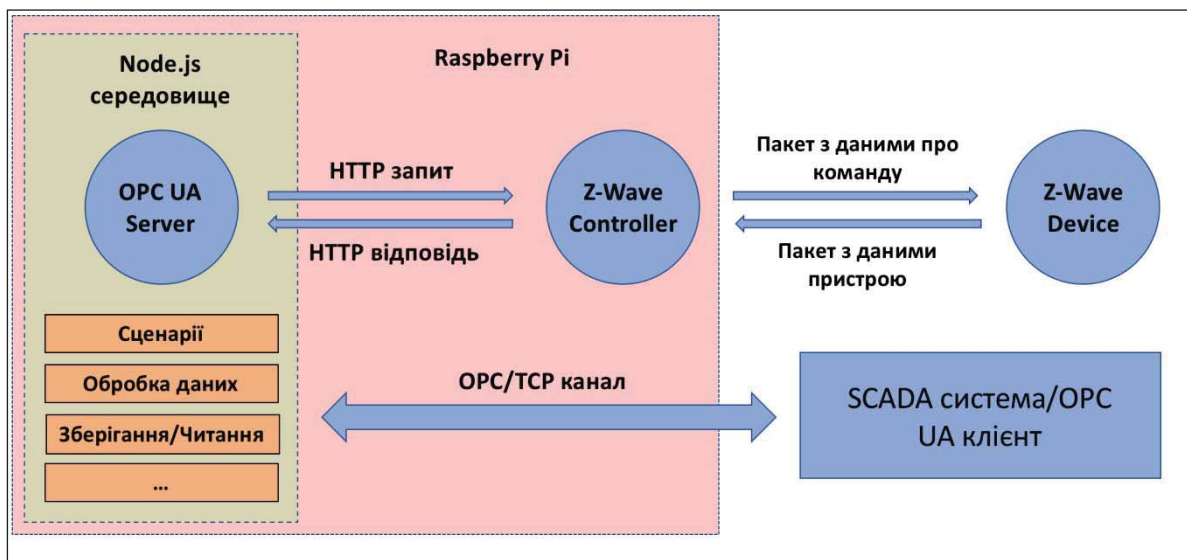 Node.js
середовище
Raspberry Pi
OPC UA
Server
HTTP запит
HTTP відповідь
Z-Wave
Controller
Пакет з даними про
команду
Пакет з даними
пристрою
Z-Wave
Device
Сценарії
Обробка даних
Зберігання/Читання
...
OPC/TCP канал
SCADA система/OPC
UA клієнт